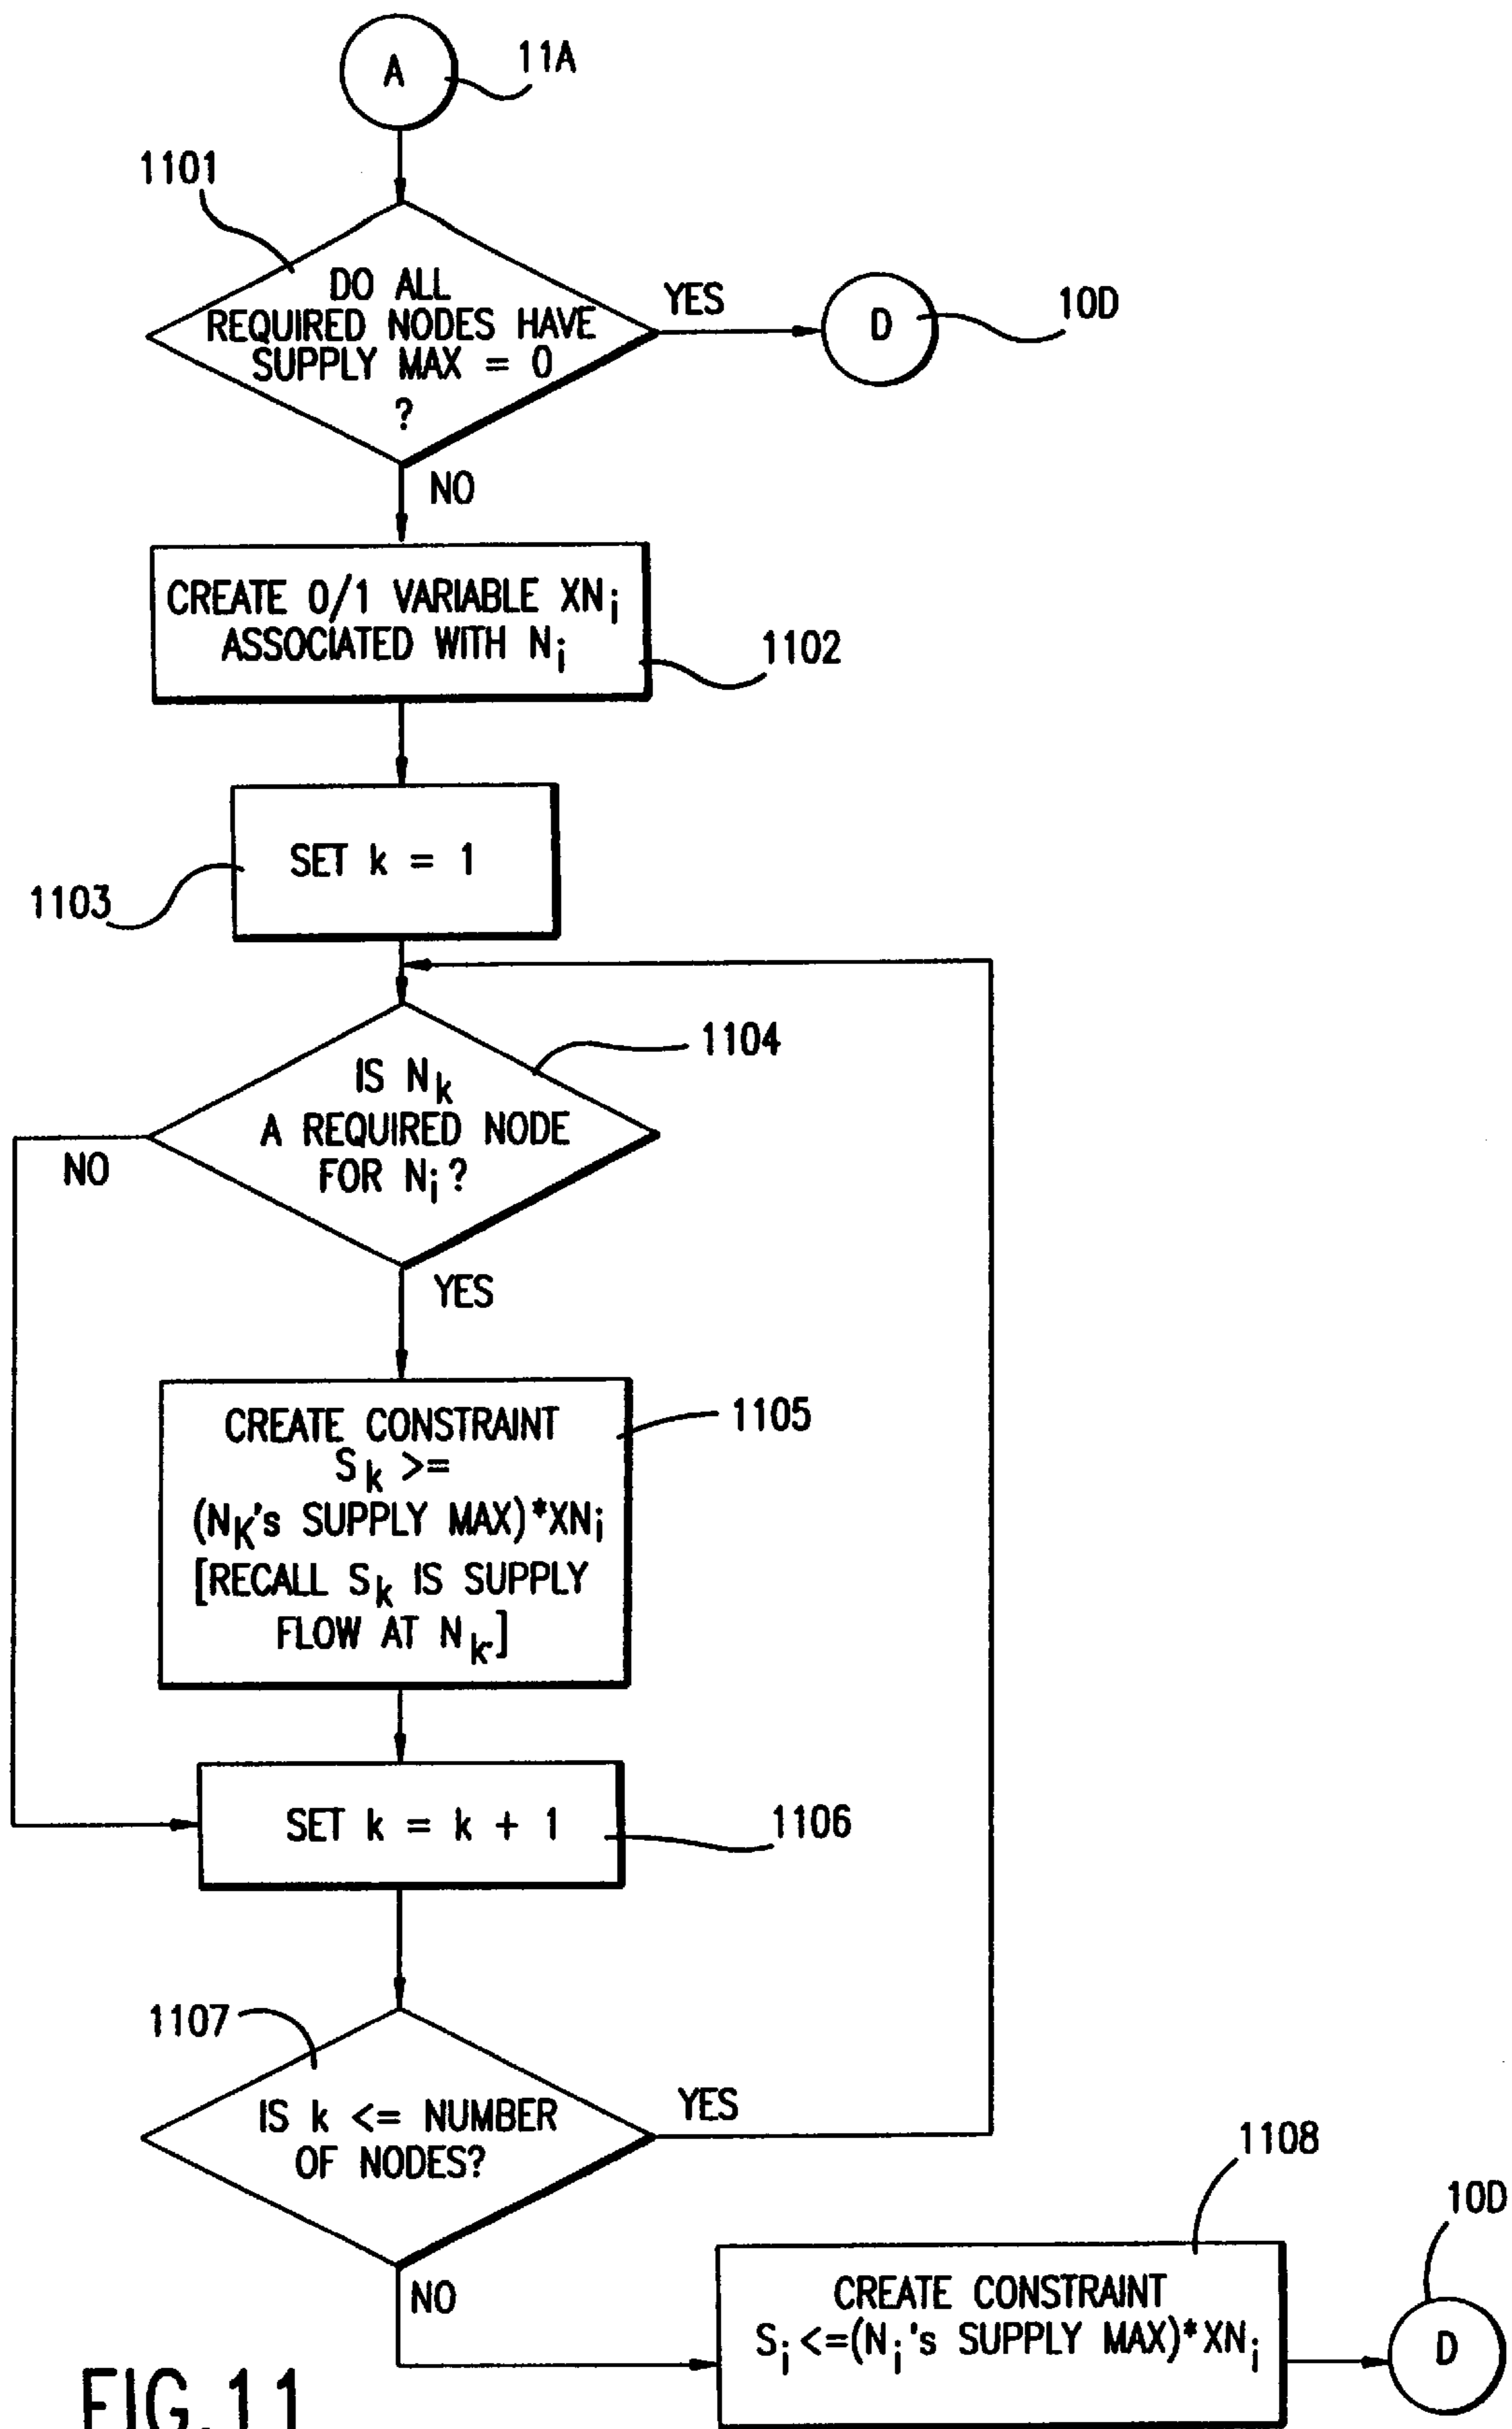 A
11A
1101
DO ALL
REQUIRED NODES HAVE
SUPPLY MAX = 0
?
YES
D
10D
NO
CREATE 0/1 VARIABLE XNi
ASSOCIATED WITH Ni
1102
SET k = 1
1103
1104
IS Nk
A REQUIRED NODE
FOR Ni?
NO
YES
CREATE CONSTRAINT
Sk >=
(NK's SUPPLY MAX)*XNi
[RECALL Sk IS SUPPLY
FLOW AT Nk.]
1105
SET k = k + 1
1106
1107
IS k <= NUMBER
OF NODES?
YES
NO
1108
CREATE CONSTRAINT
Si <=(Ni's SUPPLY MAX)* XNi
10D
D
FIG.11